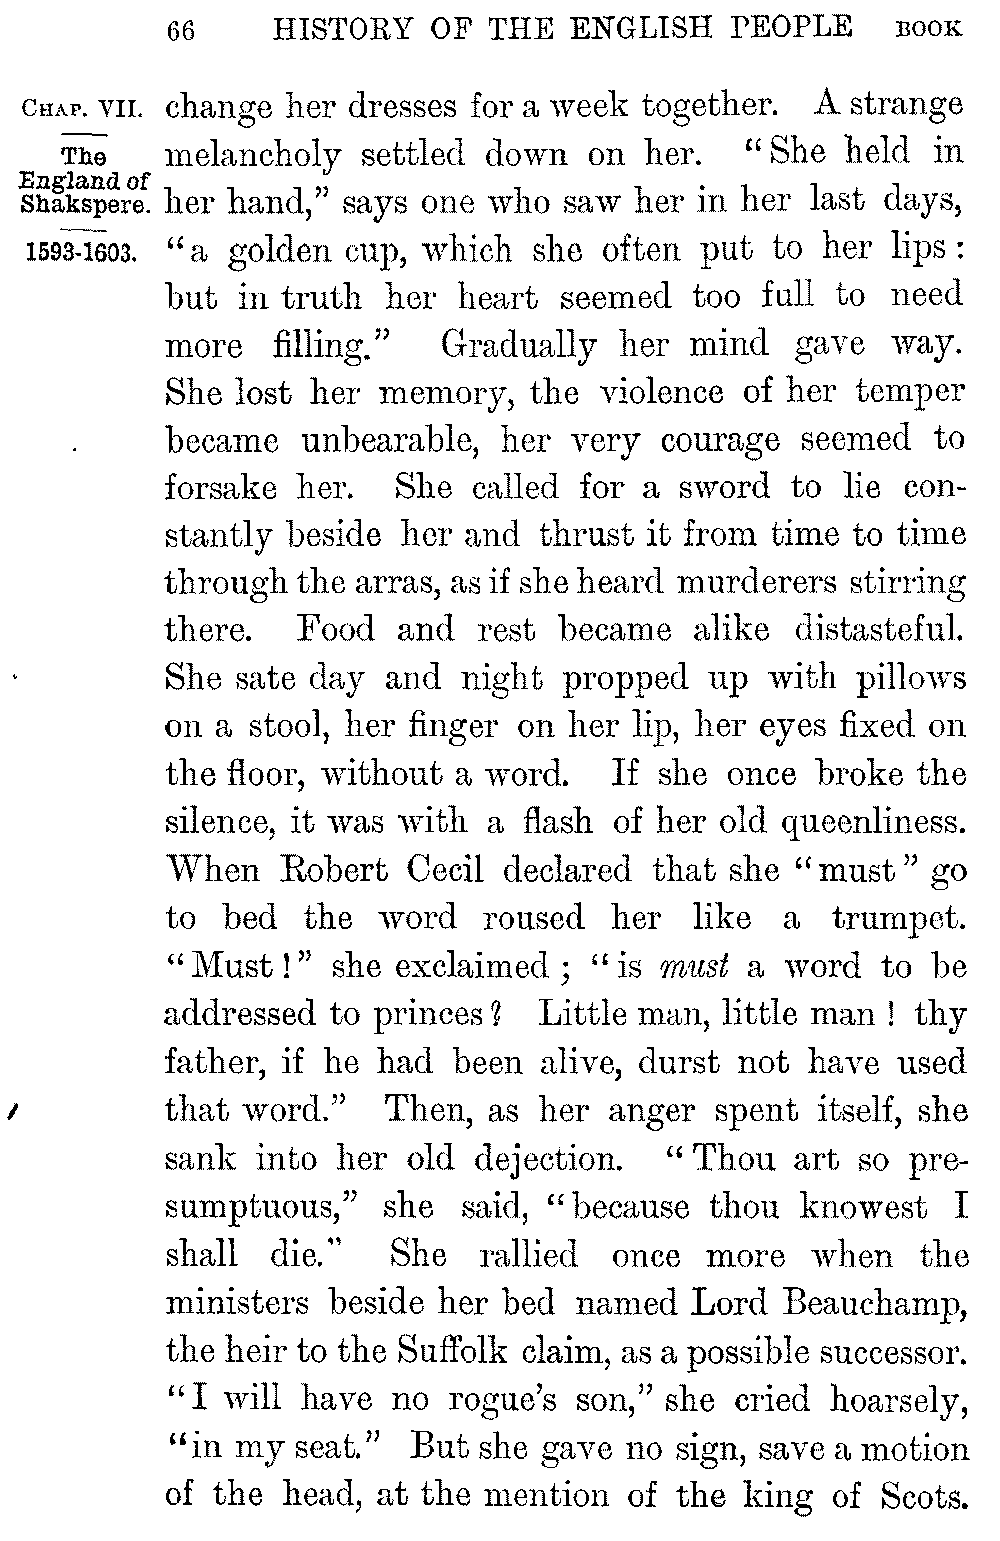 66 HISTORY OF THE ENGLISH PEOPLE BOOK
CHAP. VII.
The
England of
Shakspere.
1593-1603.
change her dresses for a week together. A strange
melancholy settled down on her. "She held in
her hand," says one who saw her in her last days,
"a golden cup, which she often put to her lips:
but in truth her heart seemed too full to need
more filling." Gradually her mind gave way.
She lost her memory, the violence of her temper
became unbearable, her very courage seemed to
forsake her. She called for a sword to lie con-
stantly beside her and thrust it from time to time
through the arras, as if she heard murderers stirring
there. Food and rest became alike distasteful.
She sate day and night propped up with pillows
on a stool, her finger on her lip, her eyes fixed on
the floor, without a word. If she once broke the
silence, it was with a flash of her old queenliness.
When Robert Cecil declared that she "must" go
to bed the word roused her like a trumpet.
"Must!" she exclaimed; "is must a word to be
addressed to princes? Little man, little man! thy
father, if he had been alive, durst not have used
that word." Then, as her anger spent itself, she
sank into her old dejection. "Thou art so pre-
sumptuous," she said, "because thou knowest I
shall die." She rallied once more when the
ministers beside her bed named Lord Beauchamp,
the heir to the Suffolk claim, as a possible successor.
"I will have no rogue's son," she cried hoarsely,
"in my seat." But she gave no sign, save a motion
of the head, at the mention of the king of Scots.